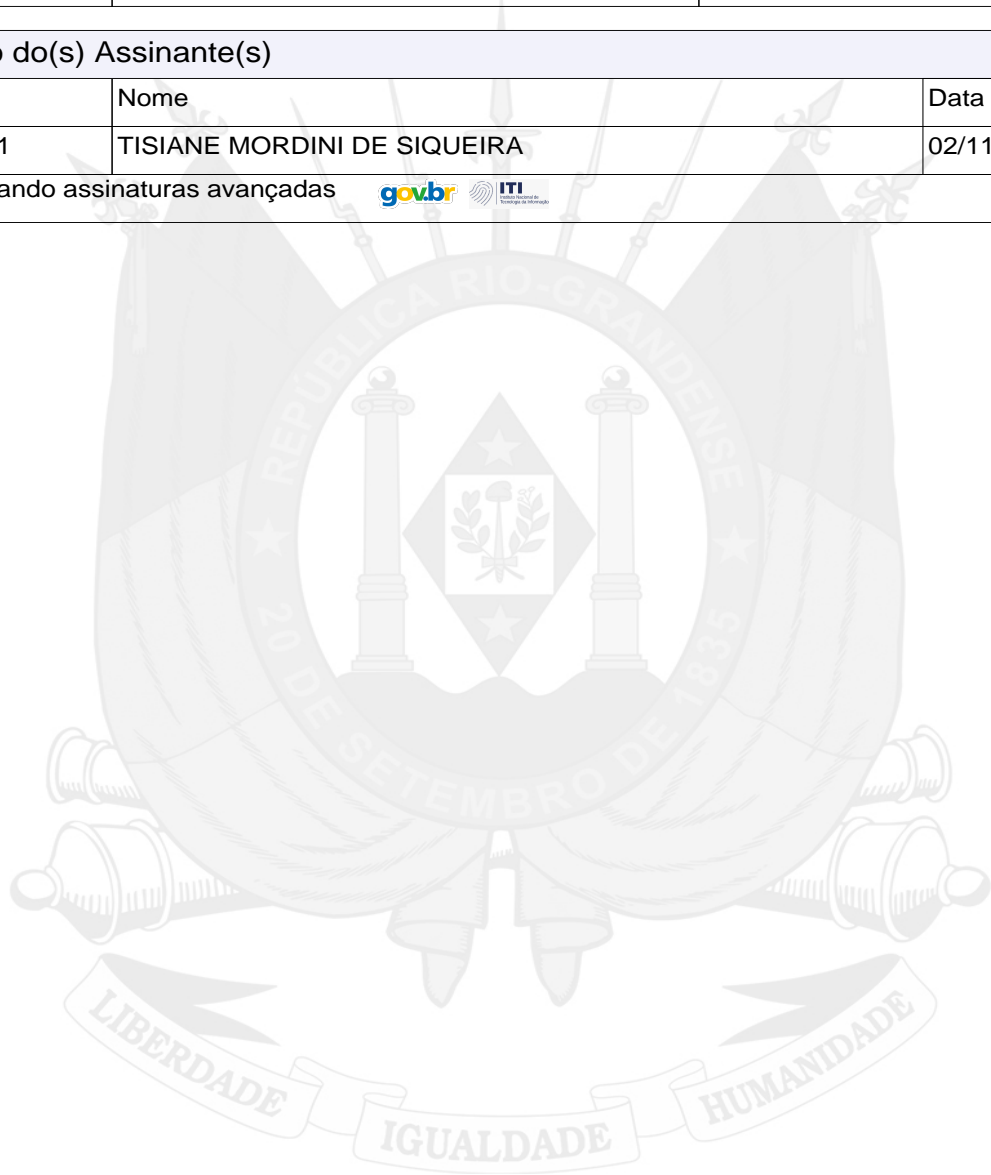 o do(s) Assinante(s)
Nome Data
1 TISIANE MORDINI DE SIQUEIRA 02/11
ando assinaturas avançadas gov.br ITI
REPÚBLICA RIO-GRANDENSE
20 DE SETEMBRO DE 1835
LIBERDADE IGUALDADE HUMANIDADE